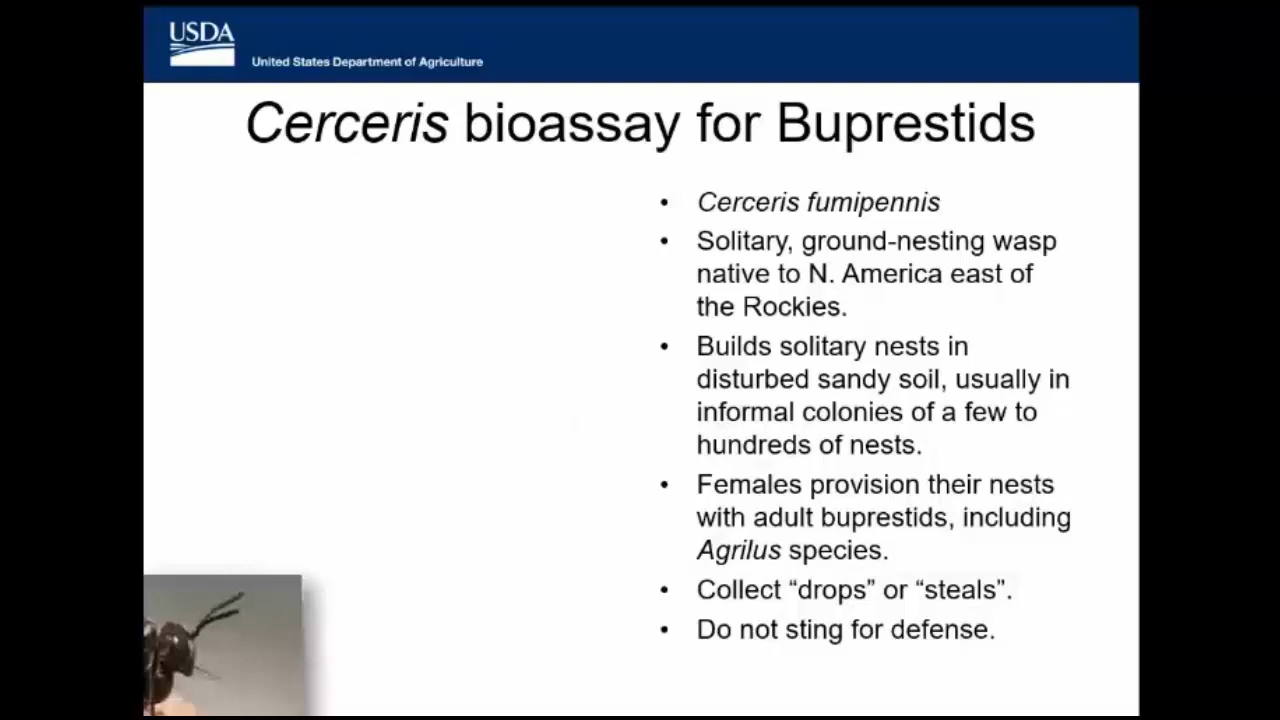 USDA
United States Department of Agriculture
Cerceris bioassay for Buprestids
• Cerceris fumipennis
• Solitary, ground-nesting wasp
native to N. America east of
the Rockies.
• Builds solitary nests in
disturbed sandy soil, usually in
informal colonies of a few to
hundreds of nests.
• Females provision their nests
with adult buprestids, including
Agrilus species.
• Collect “drops” or “steals”.
• Do not sting for defense.